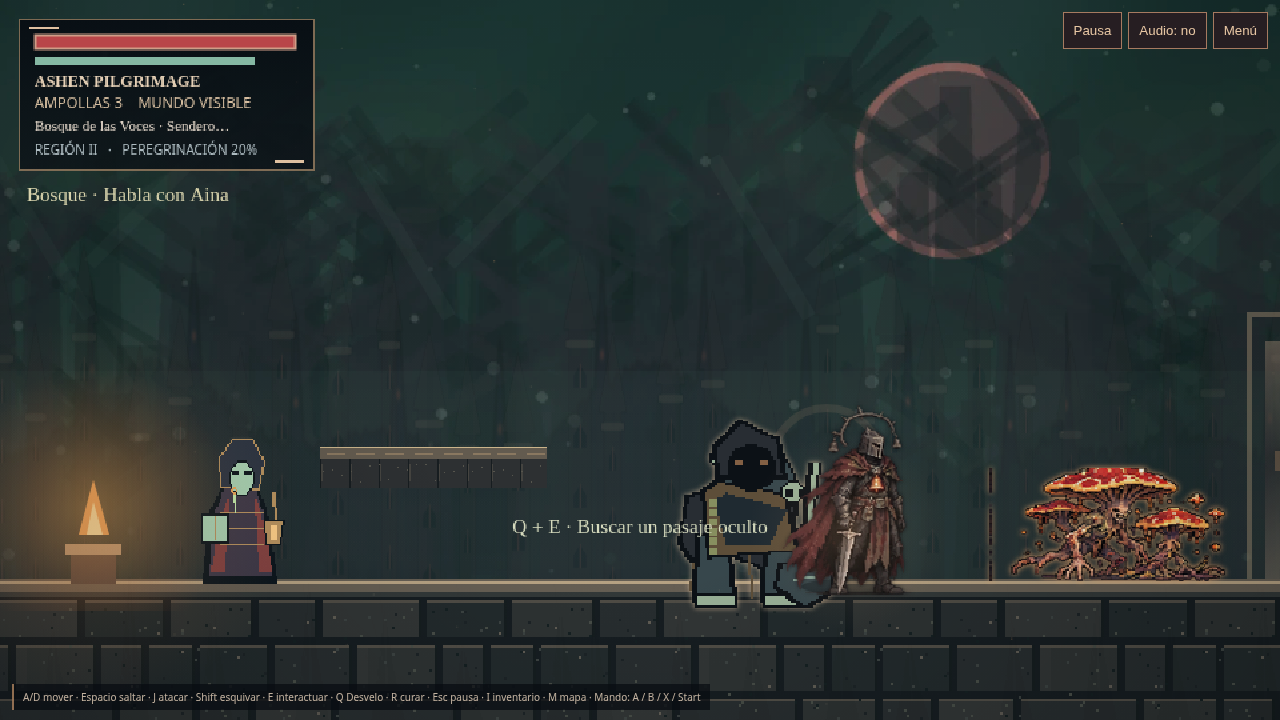 Pausa
Audio: no
Menú
ASHEN PILGRIMAGE
AMPOLLAS 3 MUNDO VISIBLE
Bosque de las Voces · Sendero...
REGIÓN II · PEREGRINACIÓN 20%
Bosque · Habla con Aina
Q + E · Buscar un pasaje oculto
A/D mover · Espacio saltar · J atacar · Shift esquivar · E interactuar · Q Desvelo · R curar · Esc pausa · I inventario · M mapa · Mando: A / B / X / Start